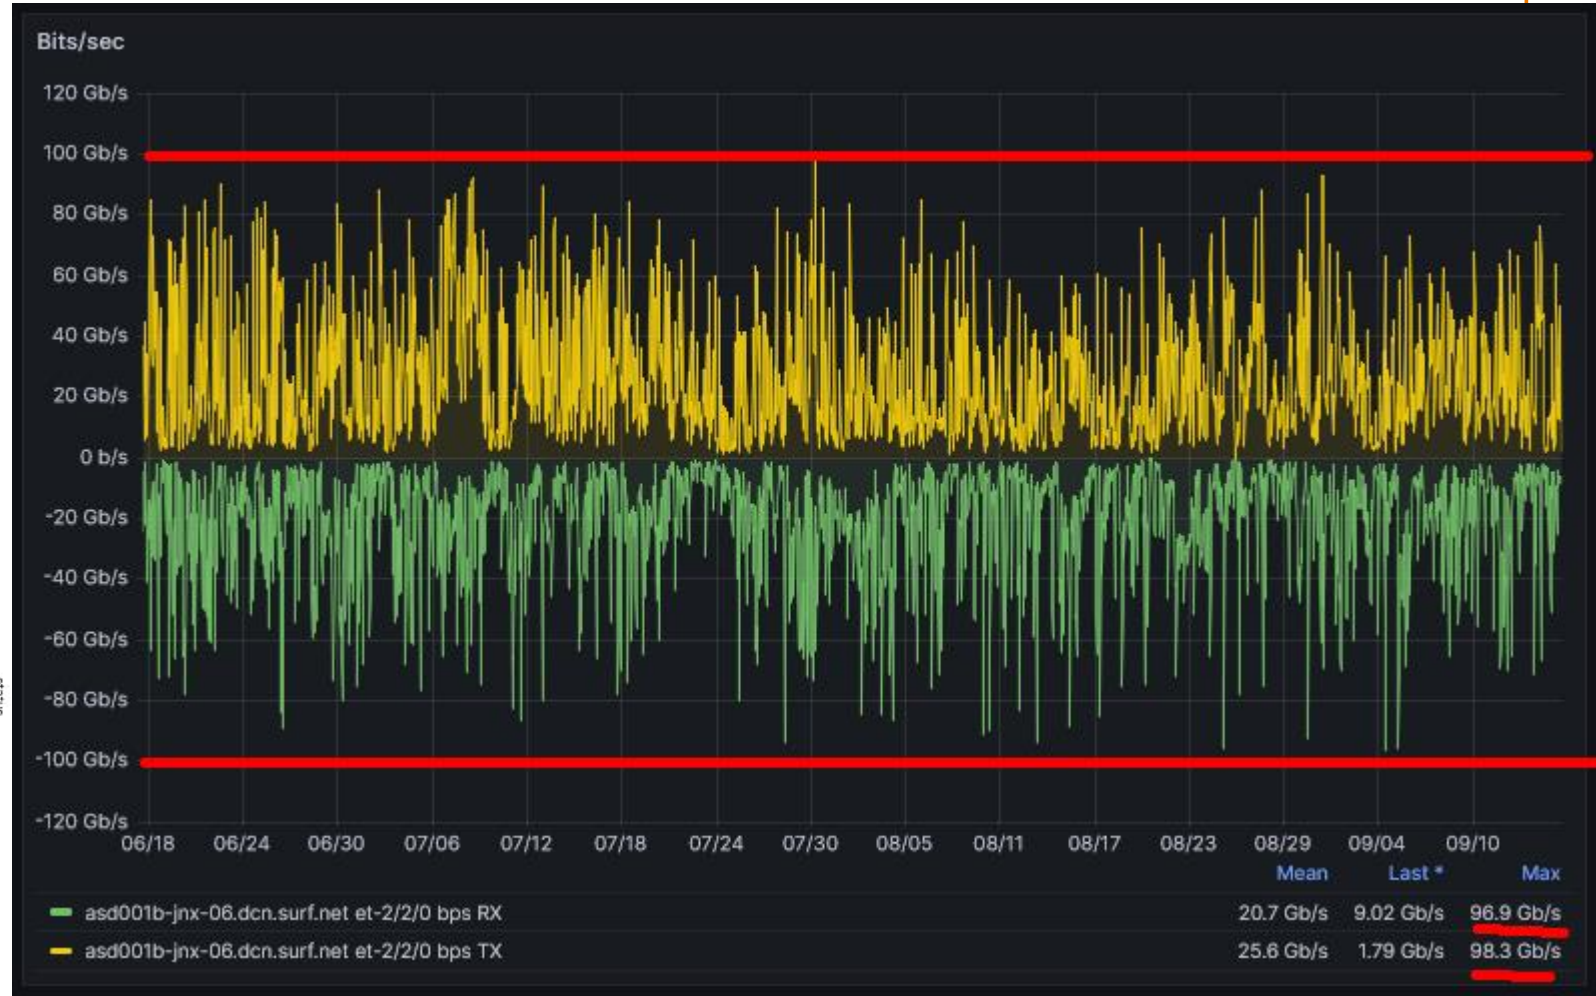 Bits/sec
120 Gb/s
100 Gb/s
80 Gb/s
60 Gb/s
40 Gb/s
20 Gb/s
0 b/s
-20 Gb/s
-40 Gb/s
-60 Gb/s
-80 Gb/s
-100 Gb/s
-120 Gb/s
06/18 06/24 06/30 07/06 07/12 07/18 07/24 07/30 08/05 08/11 08/17 08/23 08/29 09/04 09/10
Mean Last * Max
asd001b-jnx-06.dcn.surf.net et-2/2/0 bps RX 20.7 Gb/s 9.02 Gb/s 96.9 Gb/s
asd001b-jnx-06.dcn.surf.net et-2/2/0 bps TX 25.6 Gb/s 1.79 Gb/s 98.3 Gb/s